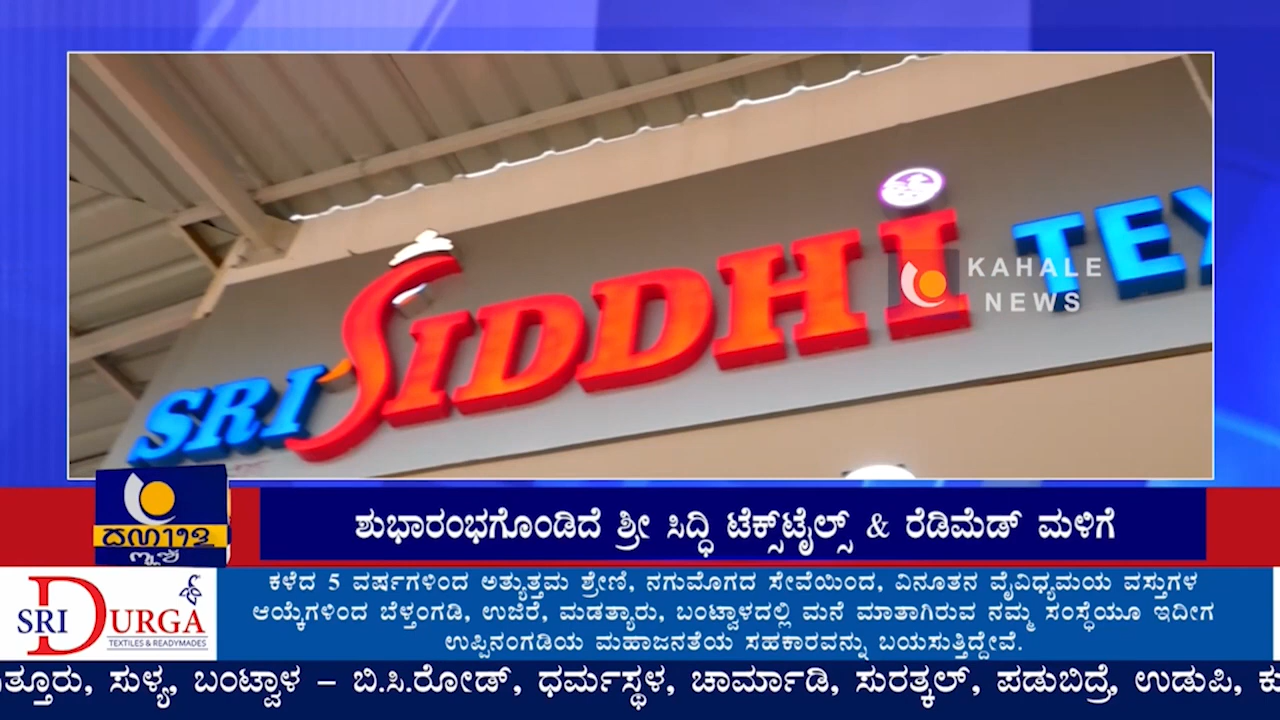 SRI SIDDHI TEX
KAHALE
NEWS
ಶುಭಾರಂಭಗೊಂಡಿದೆ ಶ್ರೀ ಸಿದ್ಧಿ ಟೆಕ್ಸ್‌ಟೈಲ್ಸ್ & ರೆಡಿಮೆಡ್ ಮಳಿಗೆ
ಕಳೆದ 5 ವರ್ಷಗಳಿಂದ ಅತ್ಯುತ್ತಮ ಶ್ರೇಣಿ, ನಗುಮೊಗದ ಸೇವೆಯಿಂದ, ವಿನೂತನ ವೈವಿಧ್ಯಮಯ ವಸ್ತುಗಳ
ಆಯ್ಕೆಗಳಿಂದ ಬೆಳ್ತಂಗಡಿ, ಉಜಿರೆ, ಮಡತ್ಯಾರು, ಬಂಟ್ವಾಳದಲ್ಲಿ ಮನೆ ಮಾತಾಗಿರುವ ನಮ್ಮ ಸಂಸ್ಥೆಯೂ ಇದೀಗ
ಉಪ್ಪಿನಂಗಡಿಯ ಮಹಾಜನತೆಯ ಸಹಕಾರವನ್ನು ಬಯಸುತ್ತಿದ್ದೇವೆ.
SRI DURGA
TEXTILES & READYMADES
ತ್ತೂರು, ಸುಳ್ಯ, ಬಂಟ್ವಾಳ – ಬಿ.ಸಿ.ರೋಡ್, ಧರ್ಮಸ್ಥಳ, ಚಾರ್ಮಾಡಿ, ಸುರತ್ಕಲ್, ಪಡುಬಿದ್ರೆ, ಉಡುಪಿ, ಕು